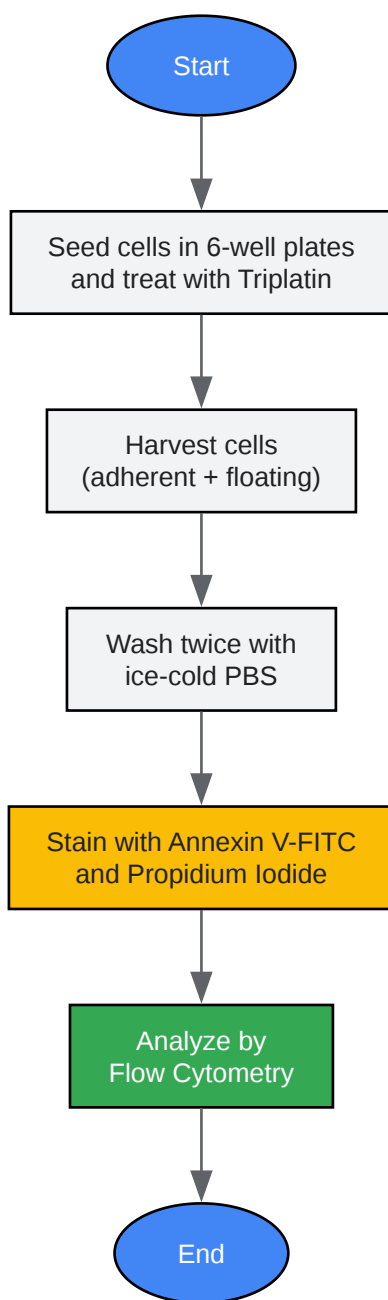 Start
Seed cells in 6-well plates
and treat with Triplatin
Harvest cells
(adherent + floating)
Wash twice with
ice-cold PBS
Stain with Annexin V-FITC
and Propidium Iodide
Analyze by
Flow Cytometry
End